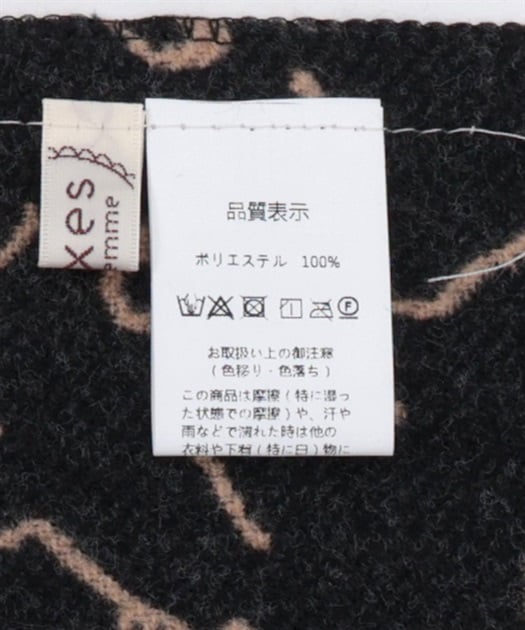 xes
emme
品質表示
ポリエステル 100%
F
お取扱い上の御注意
(色移り・色落ち)
この商品は摩擦(特に湿っ
た状態での摩擦)や、汗や
雨などで濡れた時は他の
衣料や下着(特に白)物に